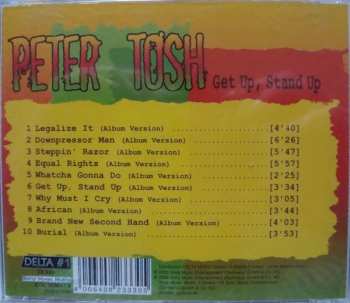 PETER TOSH
Get Up, Stand Up
1 Legalize It (Album Version) [4'40]
2 Downpressor Man (Album Version) [6'26]
3 Steppin' Razor (Album Version) [5'47]
4 Equal Rights (Album Version) [5'57]
5 Whatcha Gonna Do (Album Version) [2'25]
6 Get Up, Stand Up (Album Version) [3'34]
7 Why Must I Cry (Album Version) [3'05]
8 African (Album Version) [3'44]
9 Brand New Second Hand (Album Version) [4'03]
10 Burial (Album Version) [3'53]
DELTA #1